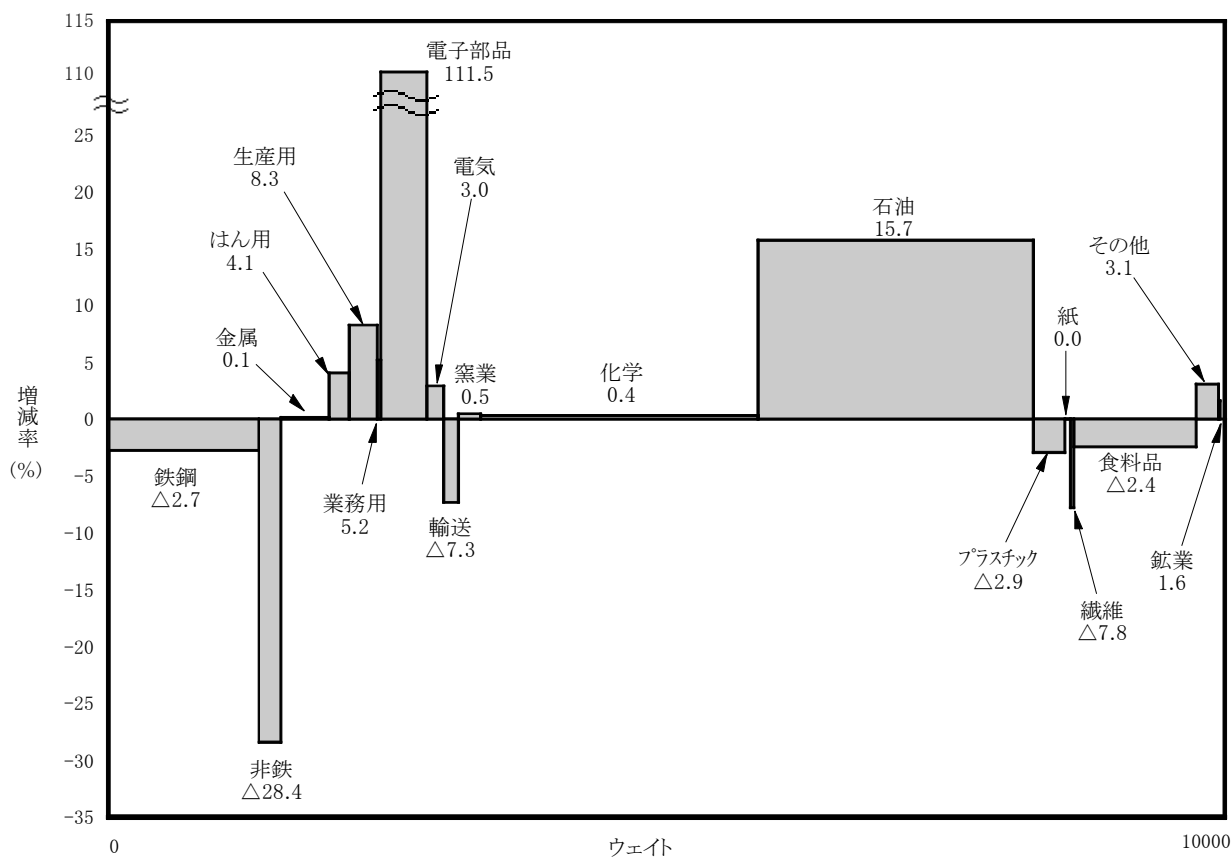 115
110
25
20
15
10
5
0
-5
-10
-15
-20
-25
-30
-35
増減率
(%)
0
ウェイト
10000
鉄鋼
△2.7
非鉄
△28.4
金属
0.1
はん用
4.1
生産用
8.3
業務用
5.2
電子部品
111.5
電気
3.0
輸送
△7.3
窯業
0.5
化学
0.4
石油
15.7
プラスチック
△2.9
紙
0.0
繊維
△7.8
食料品
△2.4
その他
3.1
鉱業
1.6